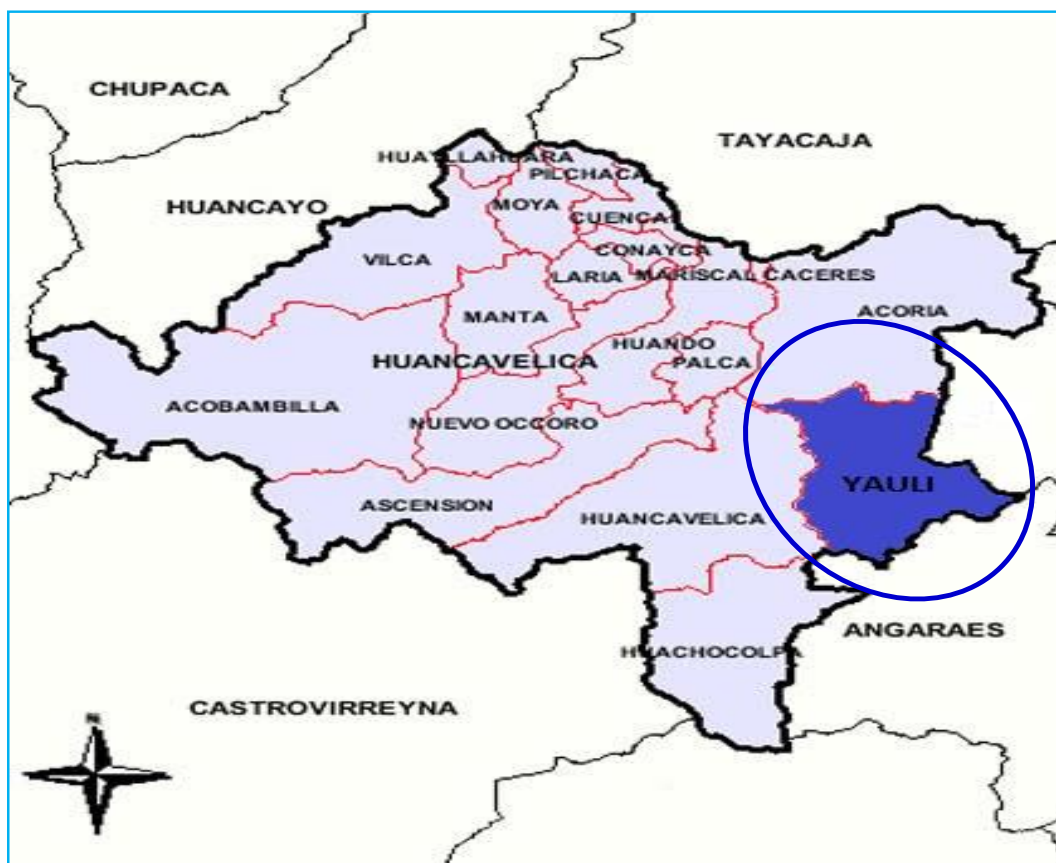 CHUPACA
TAYACAJA
HUAYLLAHUARA
PILCHACA
HUANCAYO
MOYA
CUENCA
CONAYCA
VILCA
LARIA
MARISCAL CACERES
ACORIA
MANTA
HUANDO
HUANCAVELICA
PALCA
ACOBAMBILLA
NUEVO OCCORO
YAULI
ASCENSION
HUANCAVELICA
ANGARAES
HUACHOCOLPA
CASTROVIRREYNA
N